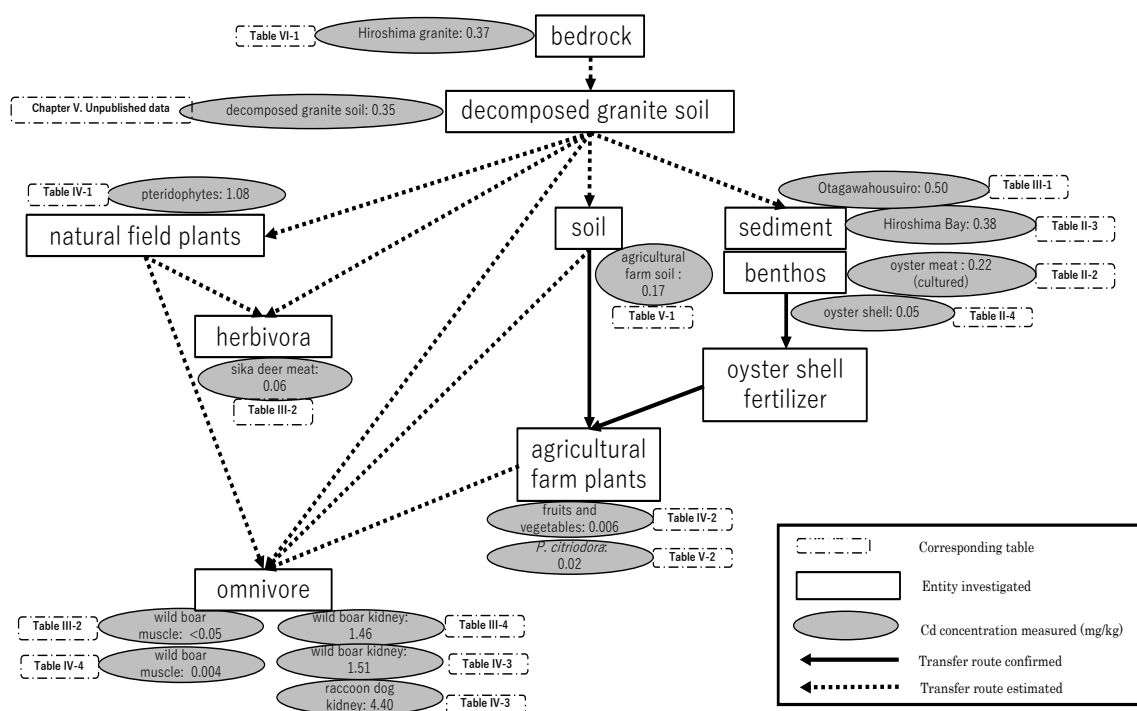 Table VI-1
Hiroshima granite: 0.37
bedrock
Chapter V. Unpublished data
decomposed granite soil: 0.35
decomposed granite soil
Table IV-1
pteridophytes: 1.08
natural field plants
soil
agricultural
farm soil :
0.17
Table V-1
Otagawahousuiro: 0.50
Table III-1
sediment
Hiroshima Bay: 0.38
Table II-3
benthos
oyster meat : 0.22
(cultured)
Table II-2
oyster shell: 0.05
Table II-4
herbivora
sika deer meat:
0.06
Table III-2
oyster shell
fertilizer
agricultural
farm plants
fruits and
vegetables: 0.006
Table IV-2
P. citriodora:
0.02
Table V-2
omnivore
Table III-2
wild boar
muscle: <0.05
wild boar kidney:
1.46
Table III-4
Table IV-4
wild boar
muscle: 0.004
wild boar kidney:
1.51
Table IV-3
raccoon dog
kidney: 4.40
Table IV-3
Corresponding table
Entity investigated
Cd concentration measured (mg/kg)
Transfer route confirmed
Transfer route estimated